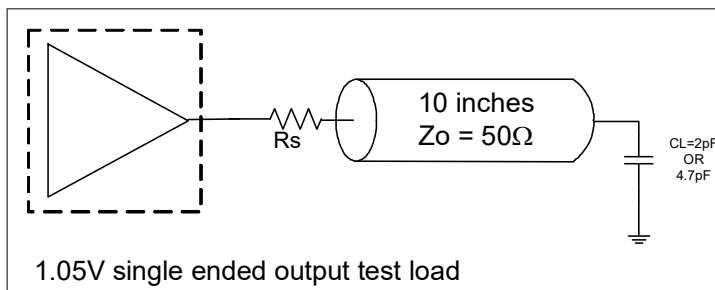 10 inches
Zo = 50Ω
Rs
CL=2pF
OR
4.7pF
1.05V single ended output test load